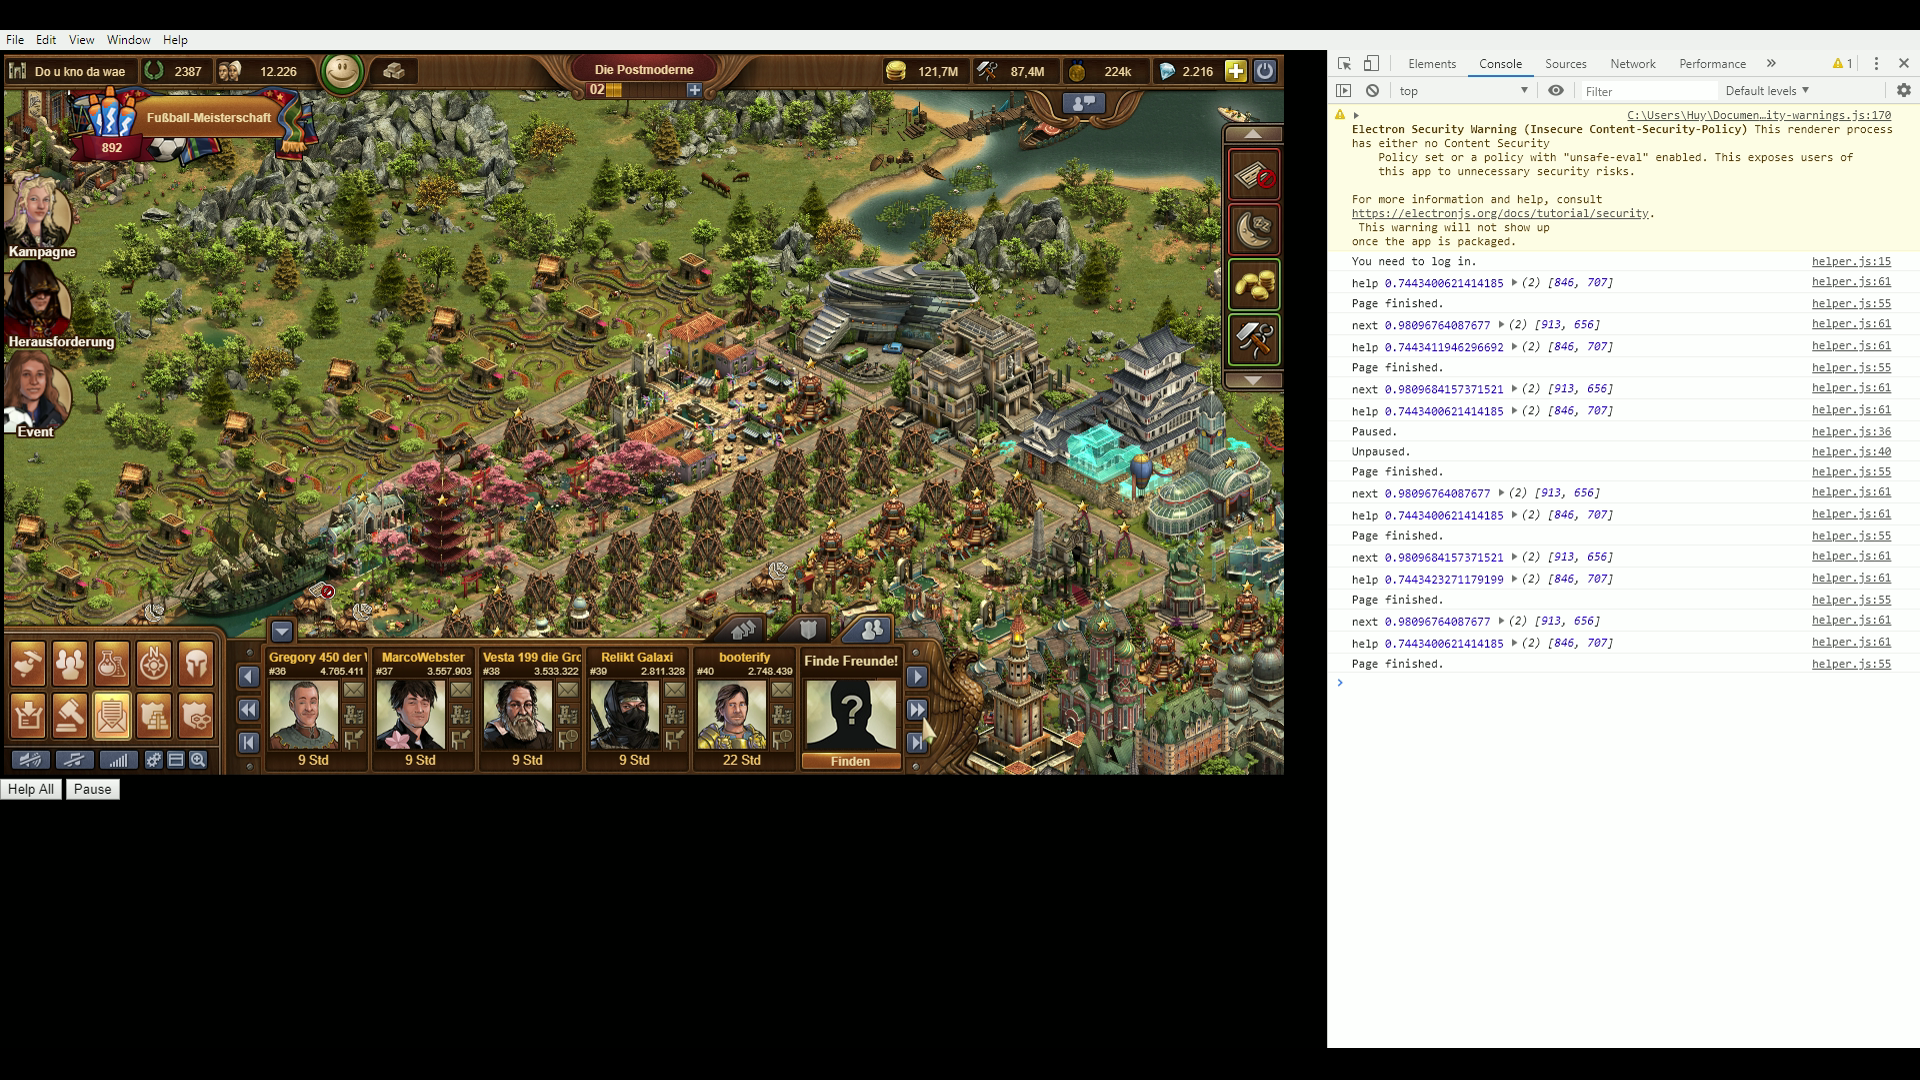 File Edit View Window Help
Do u kno da wae 2387 12.226 Die Postmoderne 121,7M 87,4M 224k 2.216
02
Fußball-Meisterschaft
892
Kampagne
Herausforderung
Event
Gregory 450 der MarcoWebster Vesta 199 die Gro Relikt Galaxi booterify Finde Freunde!
#36 4.765.411 #37 3.557.903 #38 3.533.322 #39 2.811.328 #40 2.748.439
?
9 Std 9 Std 9 Std 9 Std 22 Std Finden
Help All Pause
Elements Console Sources Network Performance » 1
top Filter Default levels
C:\Users\Huy\Documen…ity-warnings.js:170
Electron Security Warning (Insecure Content-Security-Policy) This renderer process
has either no Content Security
Policy set or a policy with "unsafe-eval" enabled. This exposes users of
this app to unnecessary security risks.
For more information and help, consult
https://electronjs.org/docs/tutorial/security.
This warning will not show up
once the app is packaged.
You need to log in. helper.js:15
help 0.7443400621414185 (2) [846, 707] helper.js:61
Page finished. helper.js:55
next 0.98096764087677 (2) [913, 656] helper.js:61
help 0.7443411946296692 (2) [846, 707] helper.js:61
Page finished. helper.js:55
next 0.9809684157371521 (2) [913, 656] helper.js:61
help 0.7443400621414185 (2) [846, 707] helper.js:61
Paused. helper.js:36
Unpaused. helper.js:40
Page finished. helper.js:55
next 0.98096764087677 (2) [913, 656] helper.js:61
help 0.7443400621414185 (2) [846, 707] helper.js:61
Page finished. helper.js:55
next 0.9809684157371521 (2) [913, 656] helper.js:61
help 0.7443423271179199 (2) [846, 707] helper.js:61
Page finished. helper.js:55
next 0.98096764087677 (2) [913, 656] helper.js:61
help 0.7443400621414185 (2) [846, 707] helper.js:61
Page finished. helper.js:55